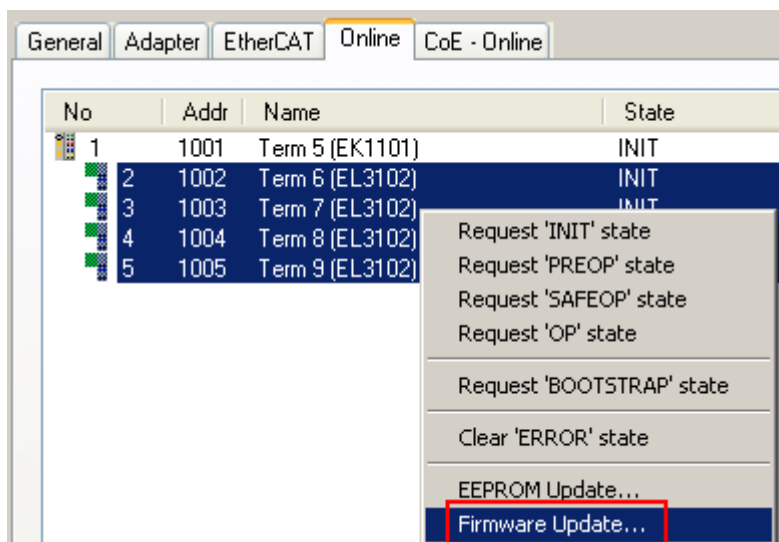 General Adapter EtherCAT Online CoE - Online
No Addr Name State
1 1001 Term 5 (EK1101) INIT
2 1002 Term 6 (EL3102) INIT
3 1003 Term 7 (EL3102) INIT
4 1004 Term 8 (EL3102)
5 1005 Term 9 (EL3102)
Request 'INIT' state
Request 'PREOP' state
Request 'SAFEOP' state
Request 'OP' state
Request 'BOOTSTRAP' state
Clear 'ERROR' state
EEPROM Update...
Firmware Update...